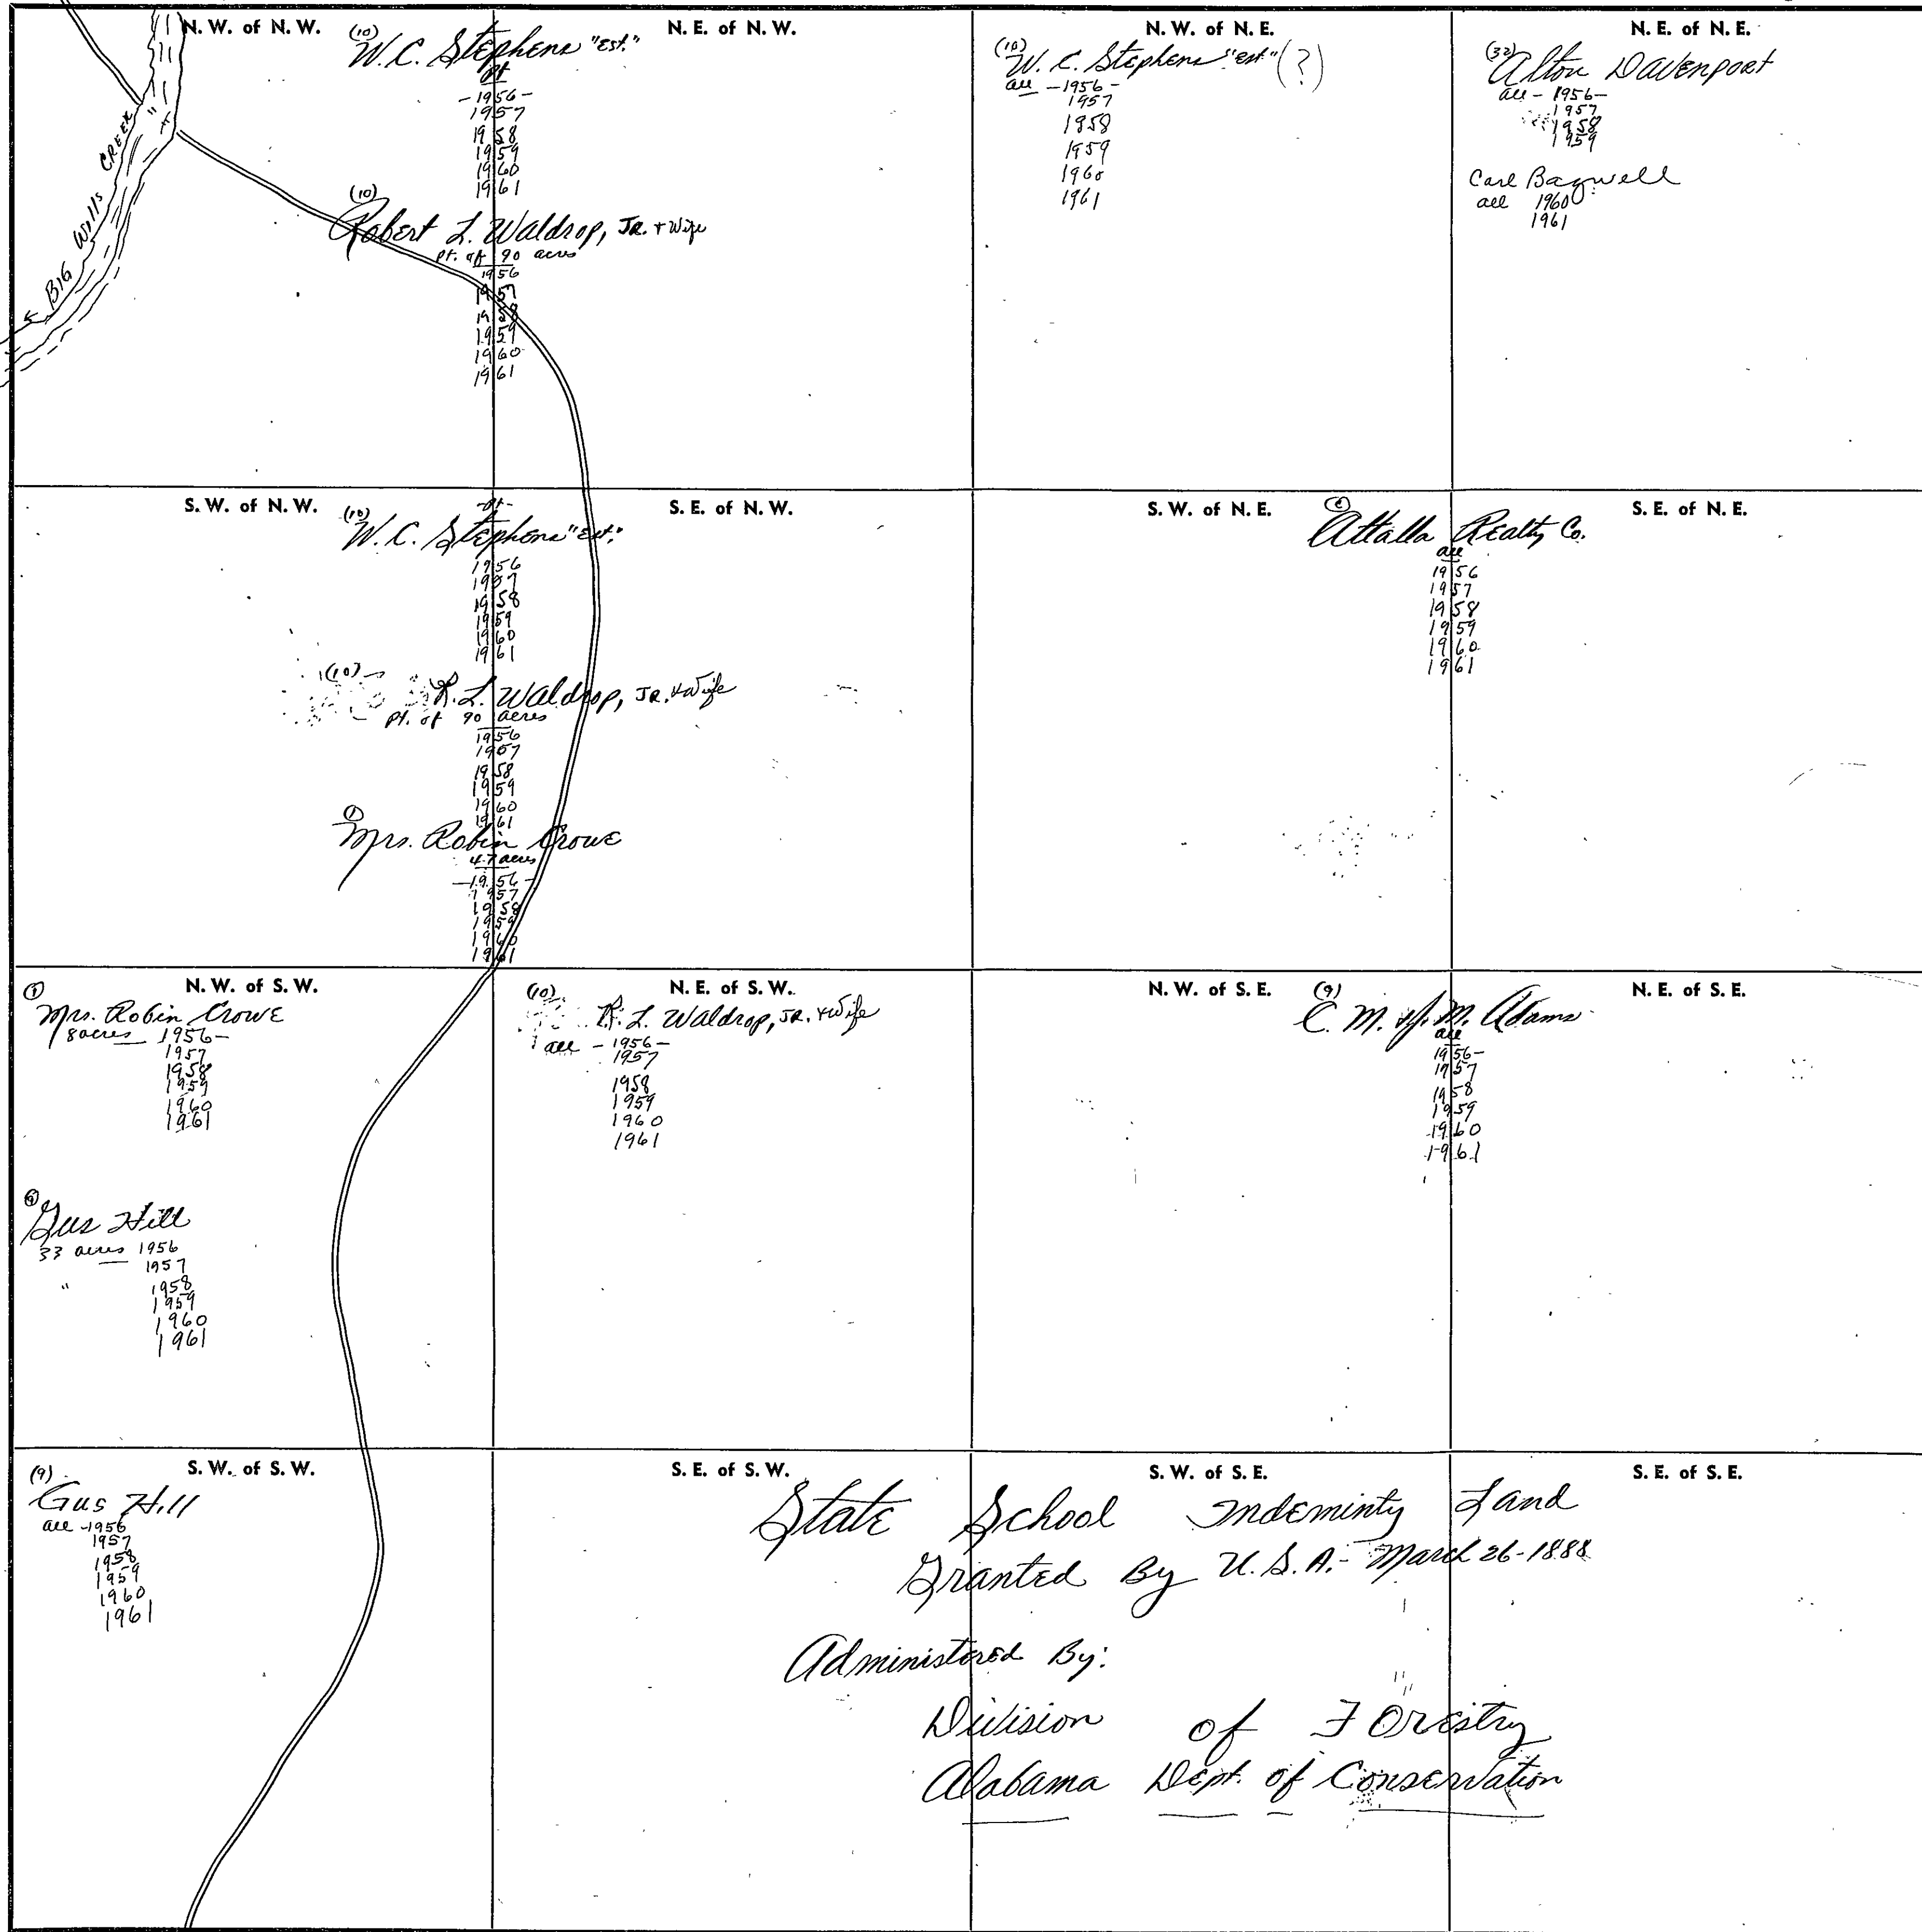 N. W. of N. W.
N. E. of N. W.
(10)
W. C. Stephens "Est."
pt
-1956-
1957
1958
1959
1960
1961
(10)
Robert L. Waldrop, JR. + Wife
pt. of 90 acres
1956
1957
1958
1959
1960
1961
BIG WILLS CREEK
N. W. of N. E.
(10)
W. C. Stephens "est" (?)
all -1956-
1957
1958
1959
1960
1961
N. E. of N. E.
(32)
Alton Davenport
all - 1956-
1957
1958
1959
Carl Bagwell
all 1960
1961
S. W. of N. W.
S. E. of N. W.
-pt-
(10)
W. C. Stephens "Est."
1956
1957
1958
1959
1960
1961
(10)
R. L. Waldrop, JR. + Wife
pt. of 90 acres
1956
1957
1958
1959
1960
1961
Mrs. Robin Crowe
47 acres
-1956-
1957
1958
1959
1960
1961
S. W. of N. E.
S. E. of N. E.
Attalla Realty Co.
all
1956
1957
1958
1959
1960
1961
N. W. of S. W.
Mrs. Robin Crowe
8 acres 1956-
1957
1958
1959
1960
1961
Gus Hill
33 acres 1956
1957
" 1958
1959
1960
1961
N. E. of S. W.
(10)
R. L. Waldrop, JR. + Wife
all - 1956-
1957
1958
1959
1960
1961
N. W. of S. E.
N. E. of S. E.
(9)
C. M. & J. M. Adams
all
1956-
1957
1958
1959
1960
1961
S. W. of S. W.
(9)
Gus Hill
all -1956
1957
1958
1959
1960
1961
S. E. of S. W.
S. W. of S. E.
S. E. of S. E.
State School Indeminty Land
Granted By U. S. A. - March 26-1888
Administered By:
Division of Forestry
Alabama Dept. of Conservation